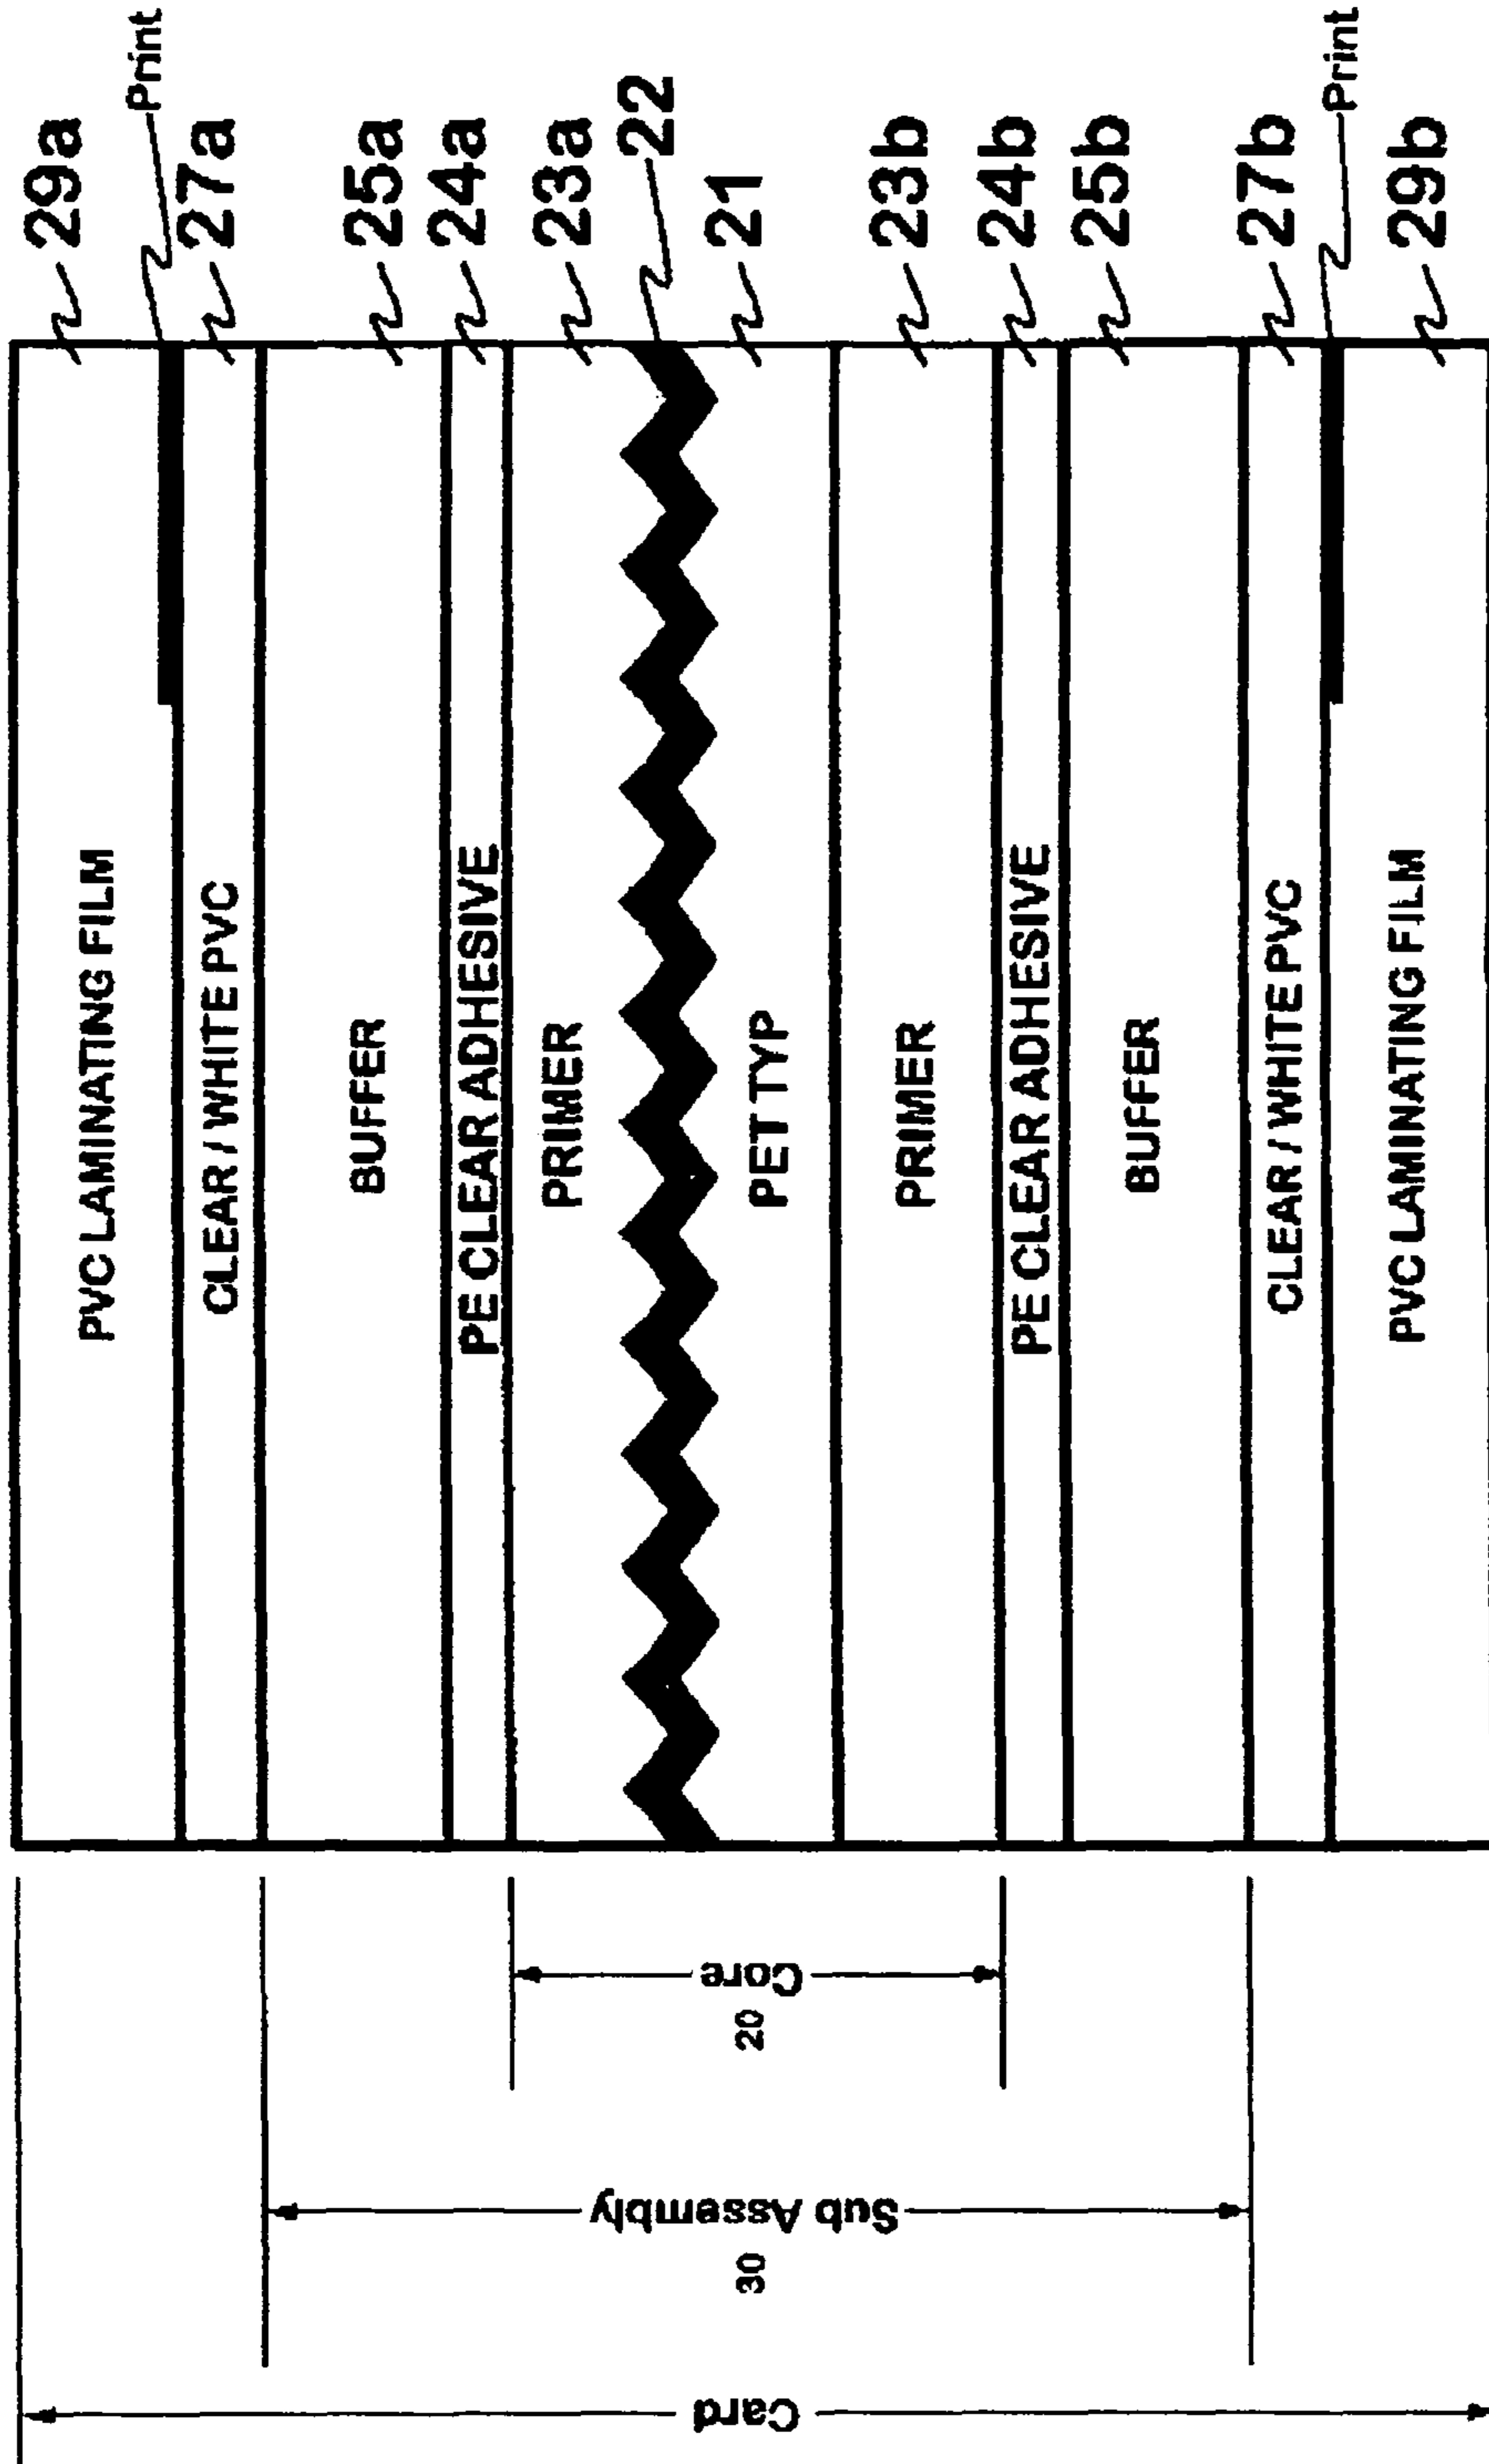 PVC LAMINATING FILM
29a
Print
CLEAR / WHITE PVC
27a
BUFFER
25a
PE CLEAR ADHESIVE
24a
PRIMER
23a
22
PET TYP
21
PRIMER
23b
PE CLEAR ADHESIVE
24b
BUFFER
25b
CLEAR / WHITE PVC
27b
Print
PVC LAMINATING FILM
29b
Core
20
Sub Assembly
30
Card